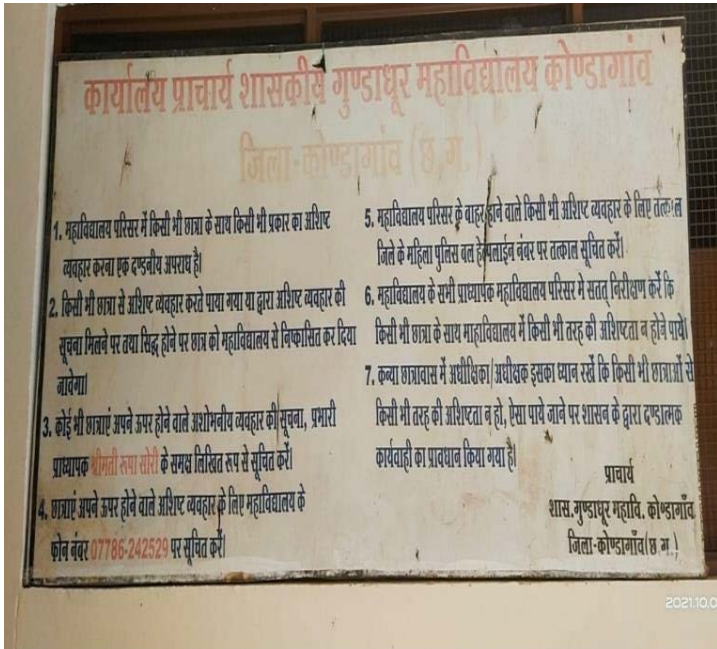 कार्यालय प्राचार्य शासकीय गुण्डाधूर महाविद्यालय कोण्डागांव
जिला-कोण्डागांव (छ.ग.)
1. महाविद्यालय परिसर में किसी भी छात्रा के साथ किसी भी प्रकार का अशिष्ट
व्यवहार करना एक दण्डनीय अपराध है।
2. किसी भी छात्रा से अशिष्ट व्यवहार करते पाया गया या द्वारा अशिष्ट व्यवहार की
सूचना मिलने पर तथा सिद्ध होने पर छात्र को महाविद्यालय से निष्कासित कर दिया
जावेगा।
3. कोई भी छात्राएं अपने ऊपर होने वाले अशोभनीय व्यवहार की सूचना, प्रभारी
प्राध्यापक श्रीमती रूपा सोरी के समक्ष लिखित रूप से सूचित करें।
4. छात्राएं अपने ऊपर होने वाले अशिष्ट व्यवहार के लिए महाविद्यालय के
फोन नंबर 07786-242529 पर सूचित करें।
5. महाविद्यालय परिसर के बाहर होने वाले किसी भी अशिष्ट व्यवहार के लिए तत्काल
जिले के महिला पुलिस बल हेल्पलाईन नंबर पर तत्काल सूचित करें।
6. महाविद्यालय के सभी प्राध्यापक महाविद्यालय परिसर मे सतत् निरीक्षण करें कि
किसी भी छात्रा के साथ माहाविद्यालय में किसी भी तरह की अशिष्टता न होने पाये।
7. कन्या छात्रावास में अधीक्षिका/अधीक्षक इसका ध्यान रखें कि किसी भी छात्राओं से
किसी भी तरह की अशिष्टता न हो, ऐसा पाये जाने पर शासन के द्वारा दण्डात्मक
कार्यवाही का प्रावधान किया गया है।
प्राचार्य
शास.गुण्डाधूर महावि. कोण्डागाँव
जिला-कोण्डागाँव(छ.ग.)
2021.10.0